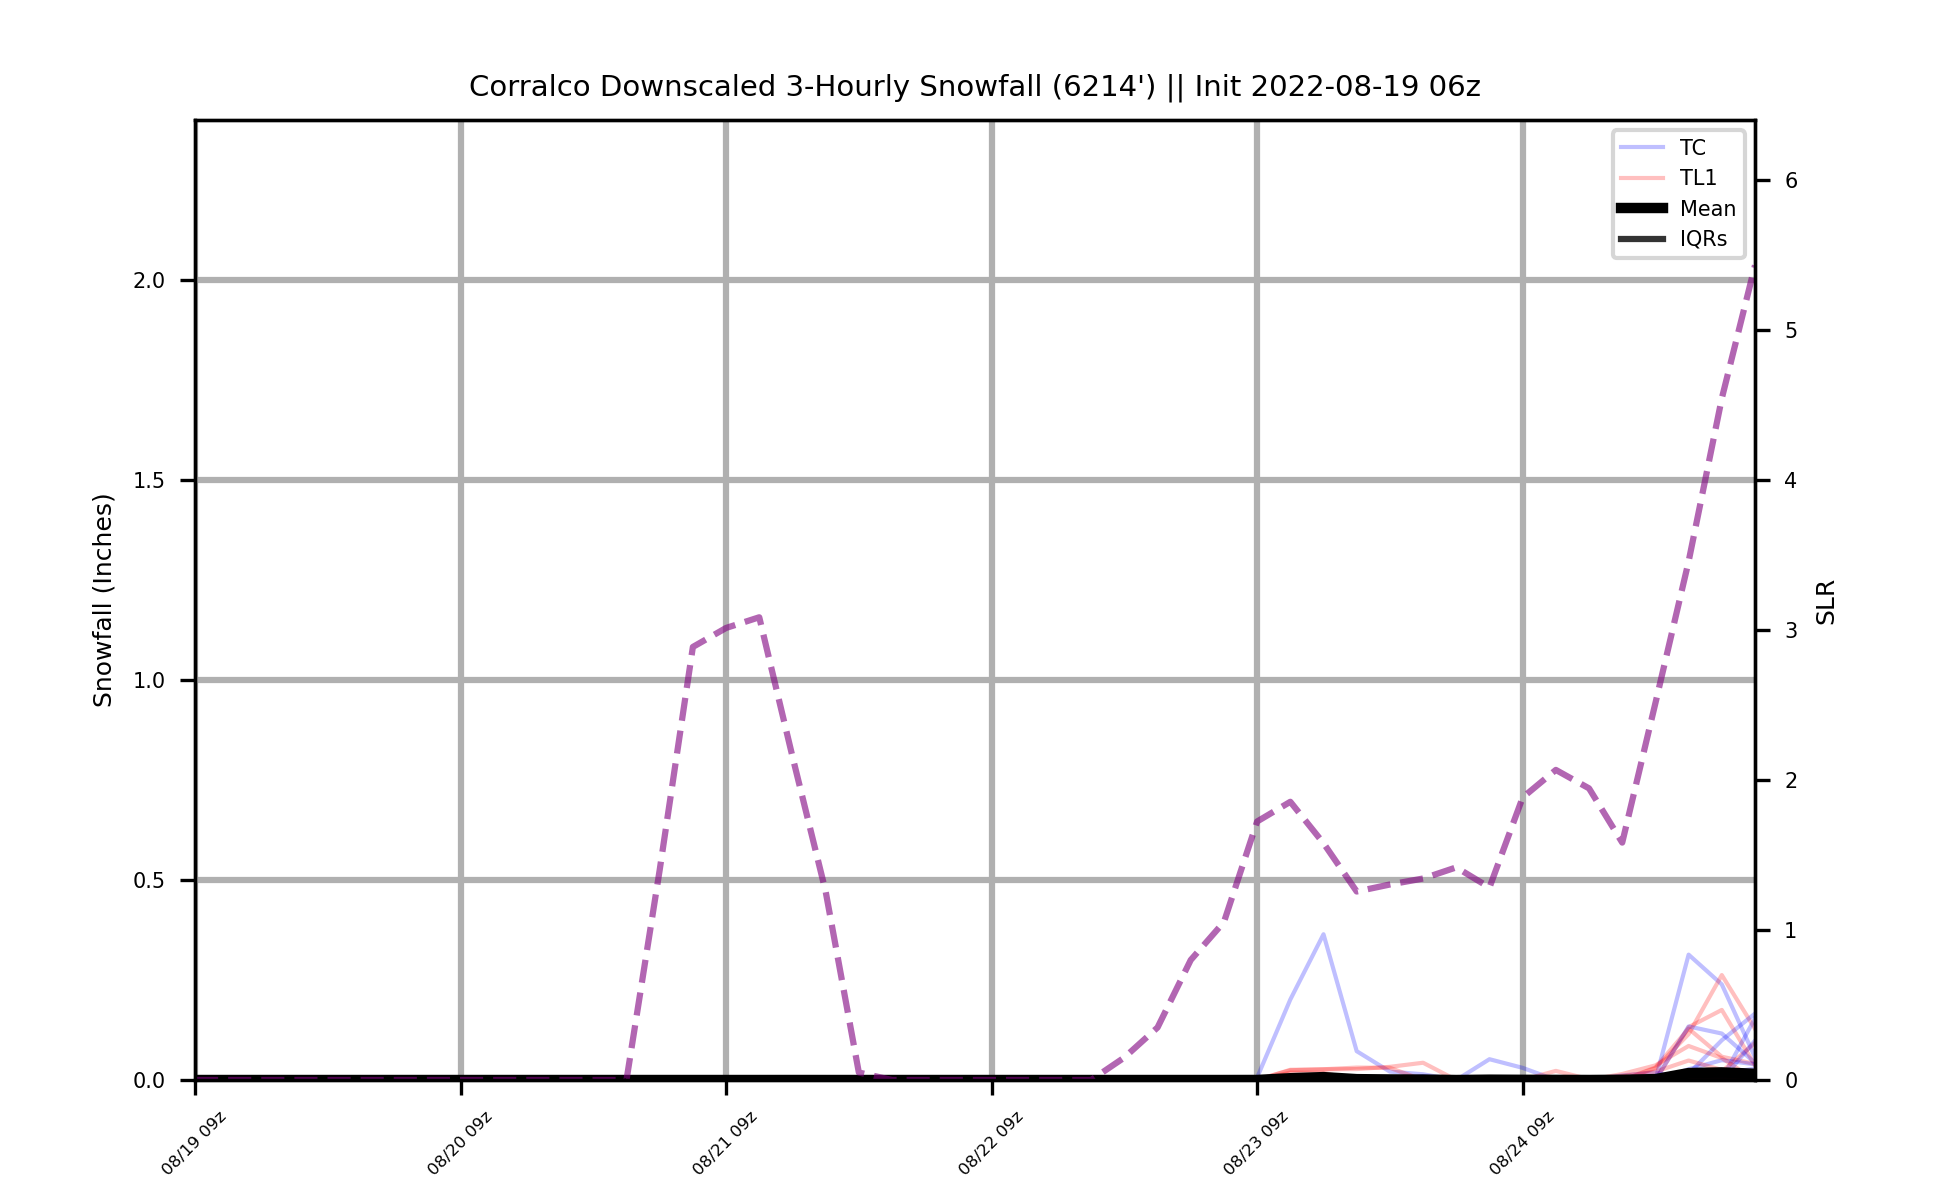 Corralco Downscaled 3-Hourly Snowfall (6214') || Init 2022-08-19 06z
TC
TL1
Mean
IQRs
Snowfall (Inches)
2.0
1.5
1.0
0.5
0.0
6
5
4
3
2
1
0
SLR
08/19 09z
08/20 09z
08/21 09z
08/22 09z
08/23 09z
08/24 09z